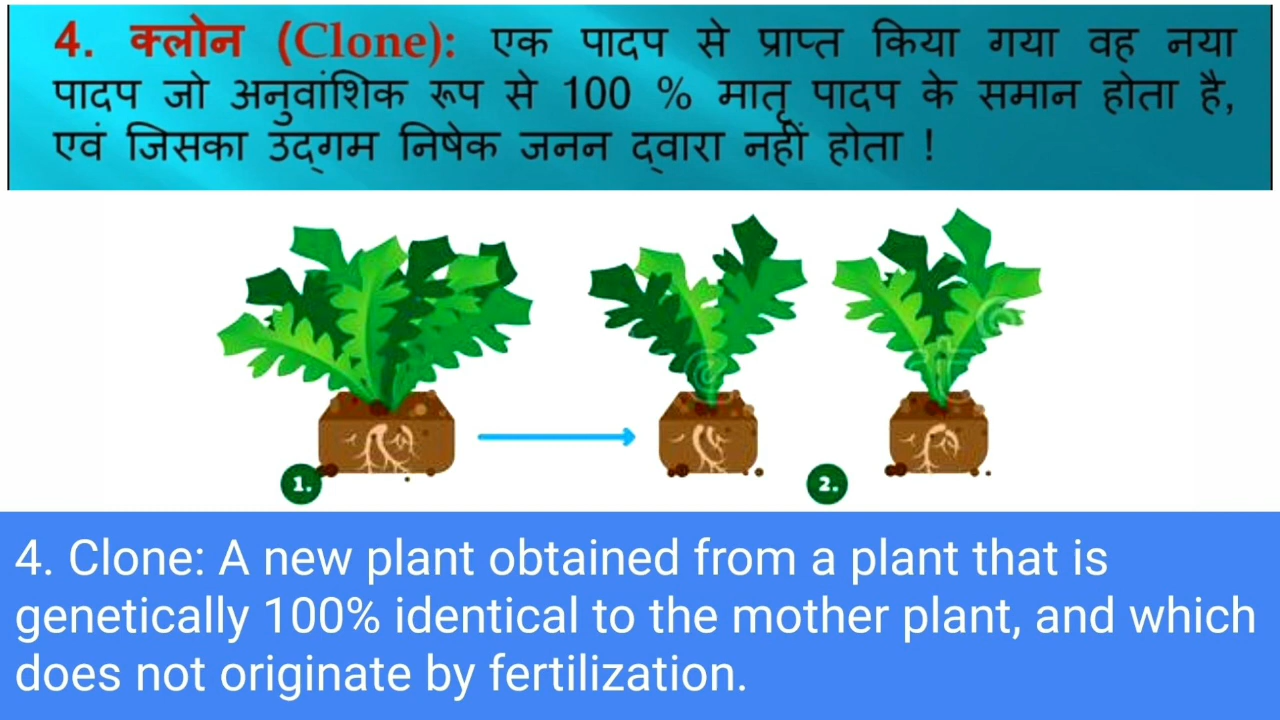 4. क्लोन (Clone): एक पादप से प्राप्त किया गया वह नया
पादप जो अनुवांशिक रूप से 100 % मातृ पादप के समान होता है,
एवं जिसका उद्गम निषेक जनन द्वारा नहीं होता !
1.
2.
4. Clone: A new plant obtained from a plant that is
genetically 100% identical to the mother plant, and which
does not originate by fertilization.